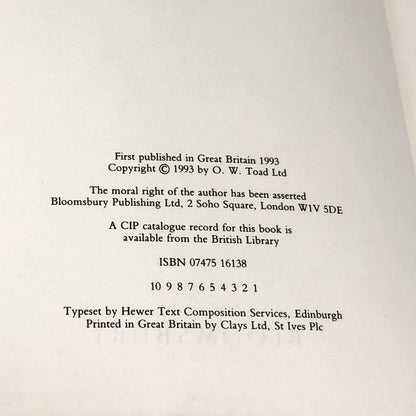 First published in Great Britain 1993
Copyright © 1993 by O. W. Toad Ltd
The moral right of the author has been asserted
Bloomsbury Publishing Ltd, 2 Soho Square, London W1V 5DE
A CIP catalogue record for this book is
available from the British Library
ISBN 07475 16138
10 9 8 7 6 5 4 3 2 1
Typeset by Hewer Text Composition Services, Edinburgh
Printed in Great Britain by Clays Ltd, St Ives Plc